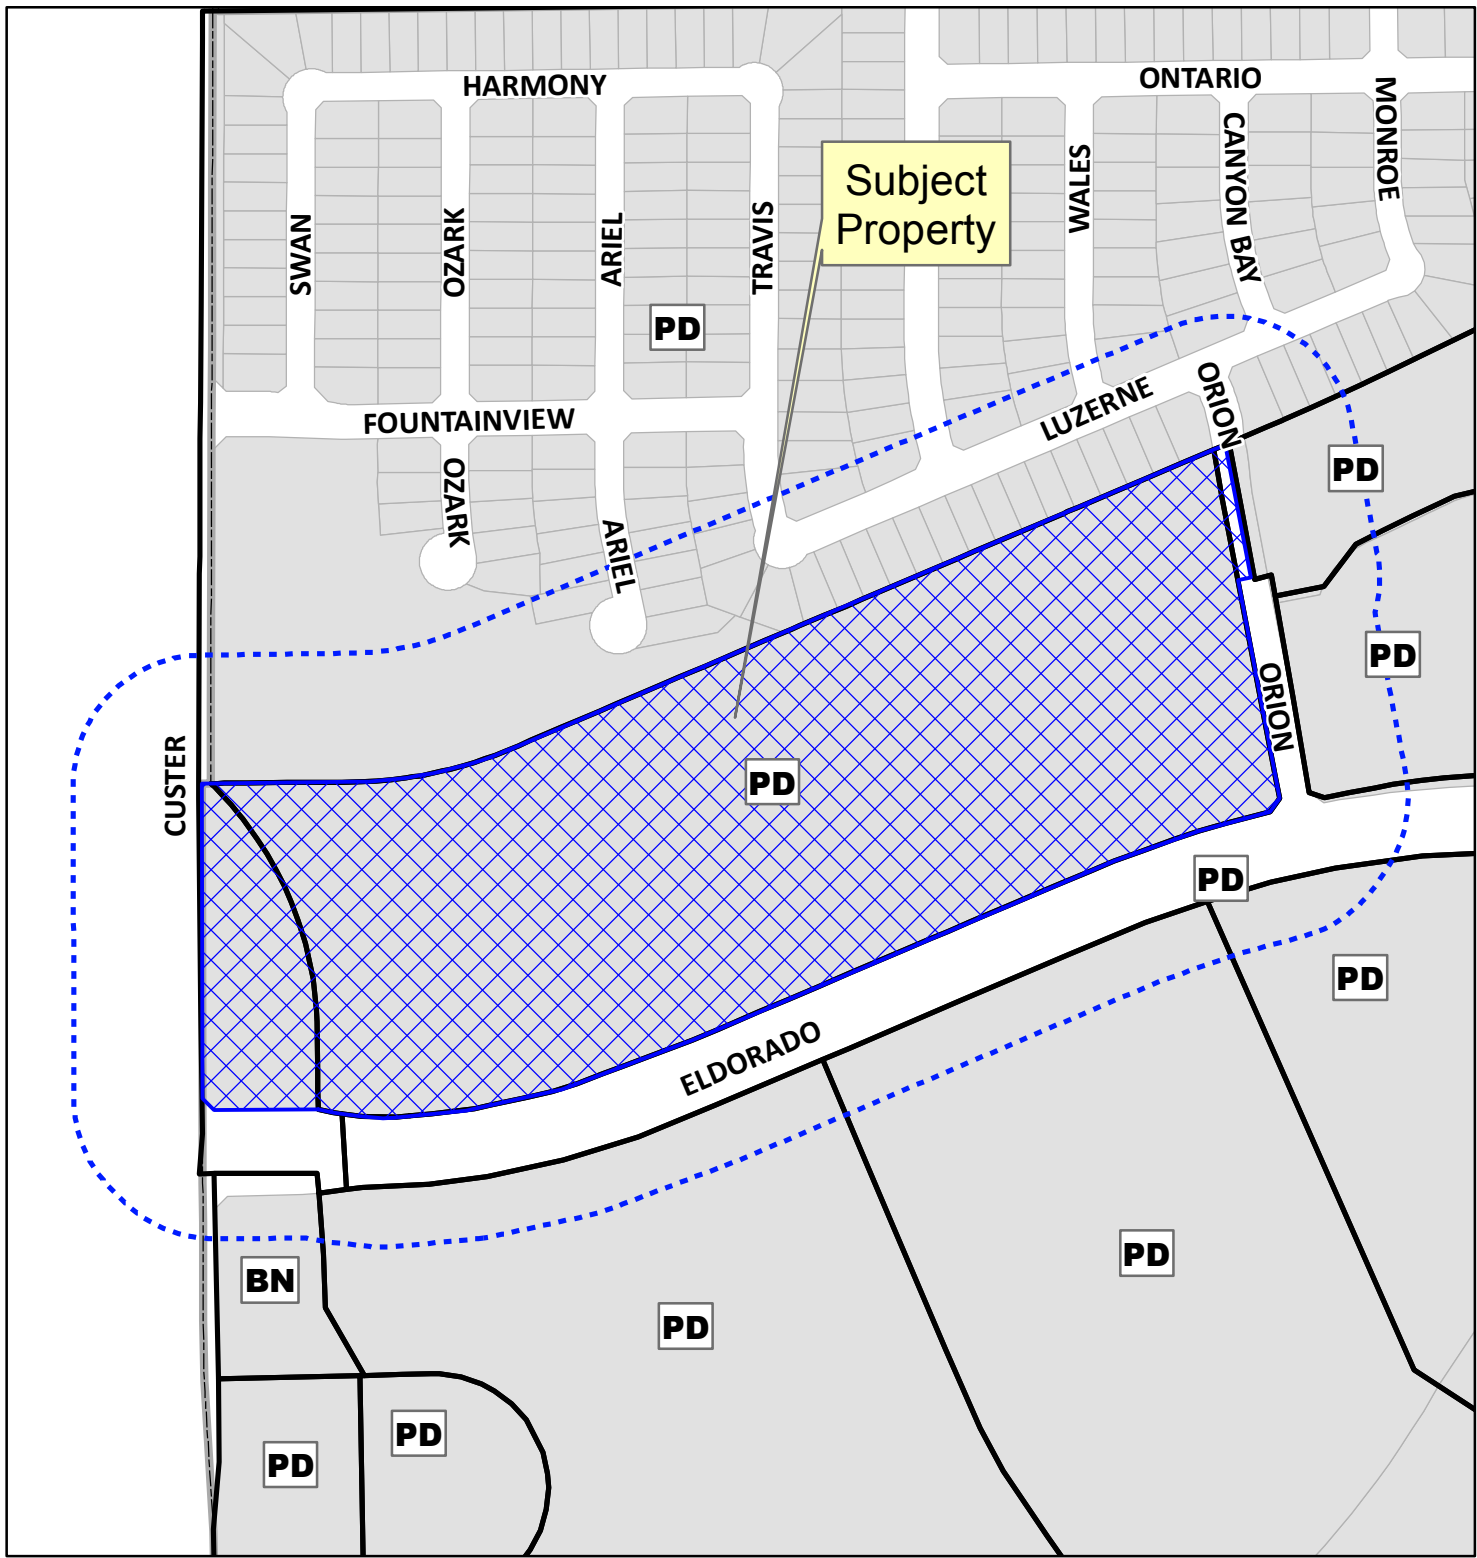 HARMONY
ONTARIO
MONROE
CANYON BAY
WALES
Subject
Property
SWAN
OZARK
ARIEL
TRAVIS
PD
FOUNTAINVIEW
LUZERNE
ORION
OZARK
ARIEL
PD
PD
ORION
CUSTER
PD
PD
PD
ELDORADO
BN
PD
PD
PD
PD